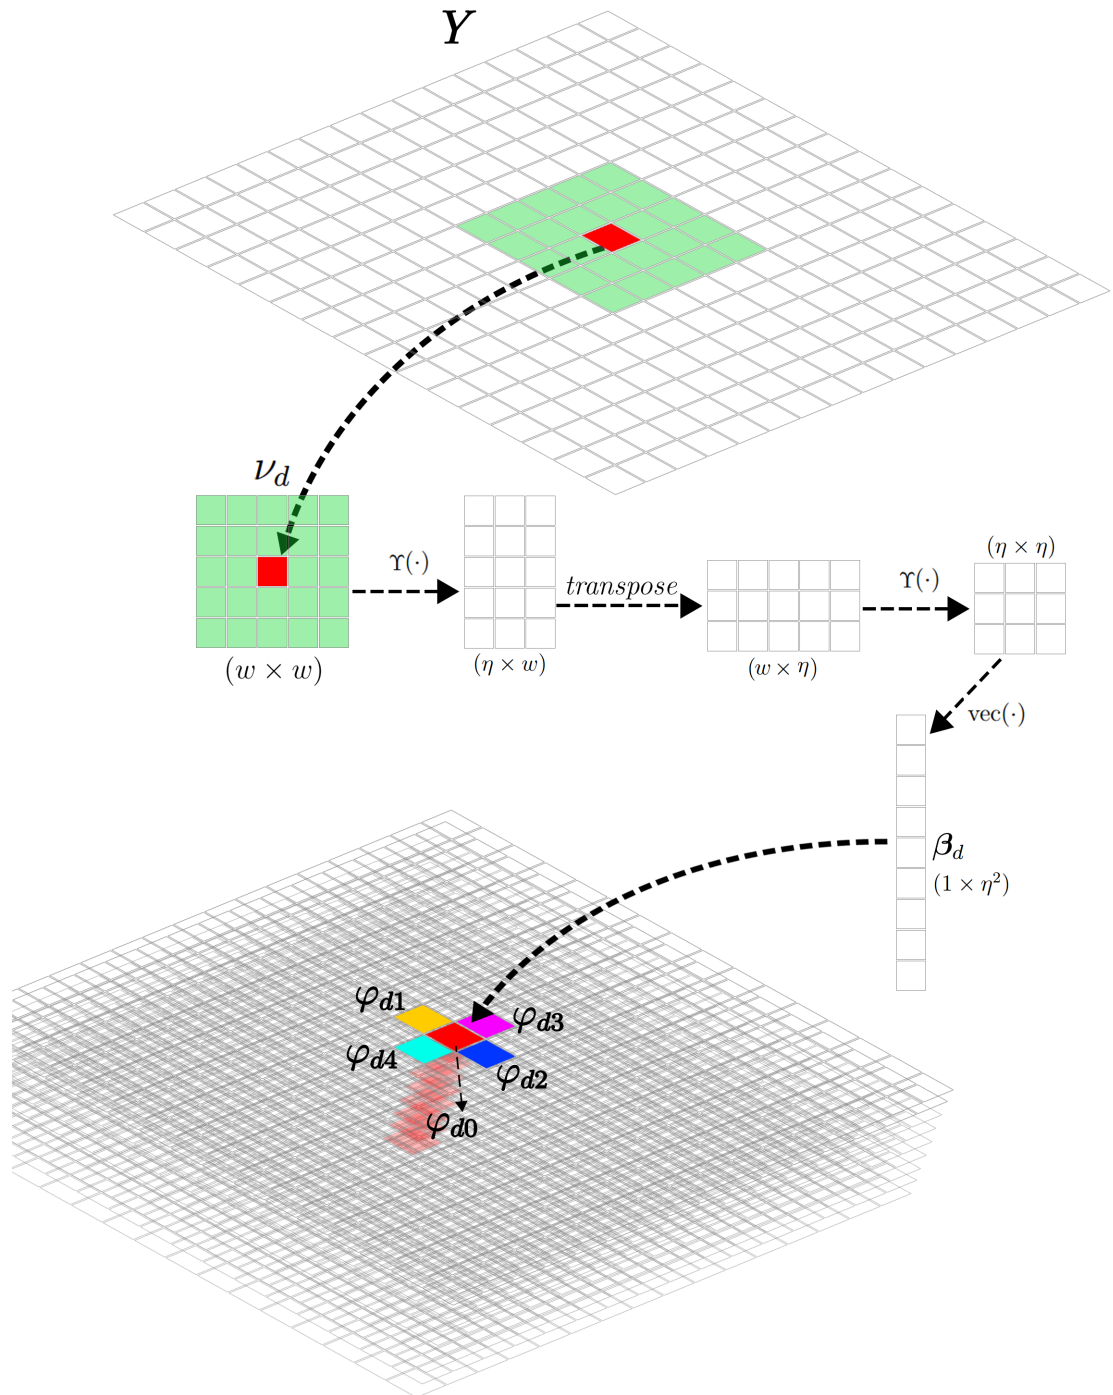 Y
ν_d
Υ(·)
transpose
Υ(·)
(η × η)
(w × w)
(η × w)
(w × η)
vec(·)
β_d
(1 × η²)
φ_d1
φ_d3
φ_d4
φ_d2
φ_d0